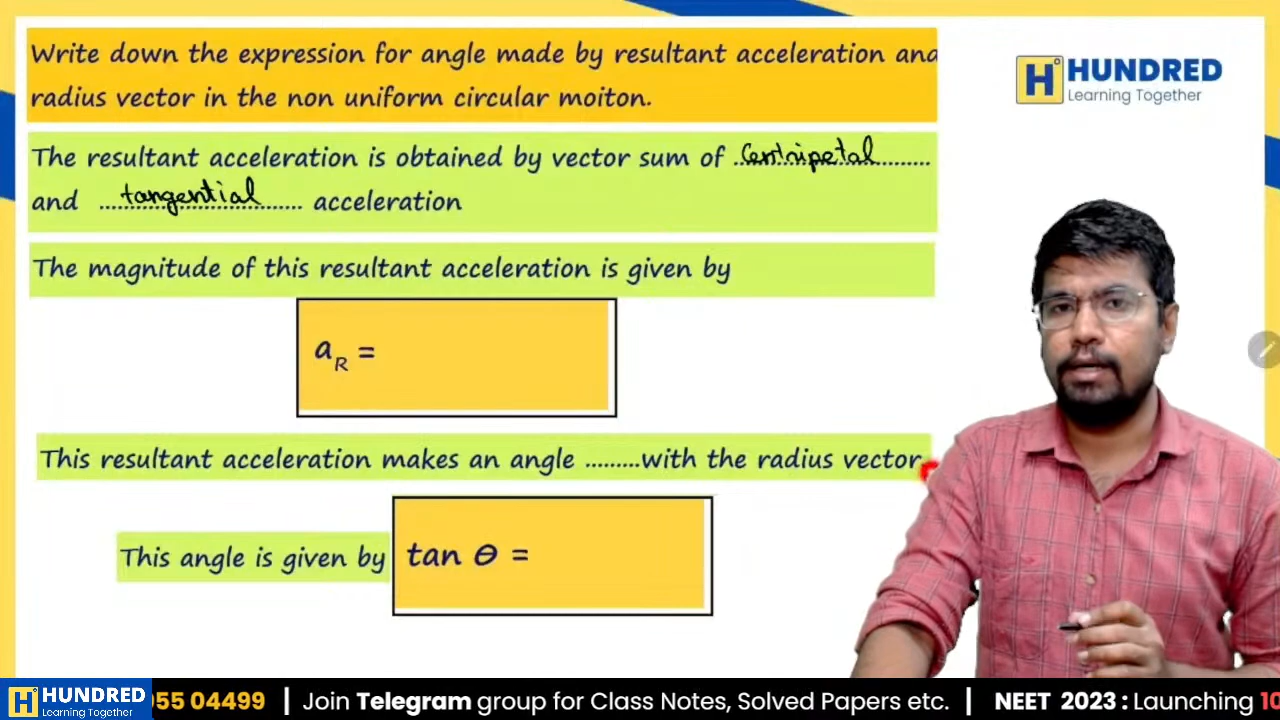 Write down the expression for angle made by resultant acceleration and
radius vector in the non uniform circular moiton.
H° HUNDRED
Learning Together
The resultant acceleration is obtained by vector sum of ...centripetal...
and ...tangential... acceleration
The magnitude of this resultant acceleration is given by
aR =
This resultant acceleration makes an angle .........with the radius vector
This angle is given by tan θ =
H° HUNDRED
Learning Together
55 04499 | Join Telegram group for Class Notes, Solved Papers etc. | NEET 2023 : Launching 10